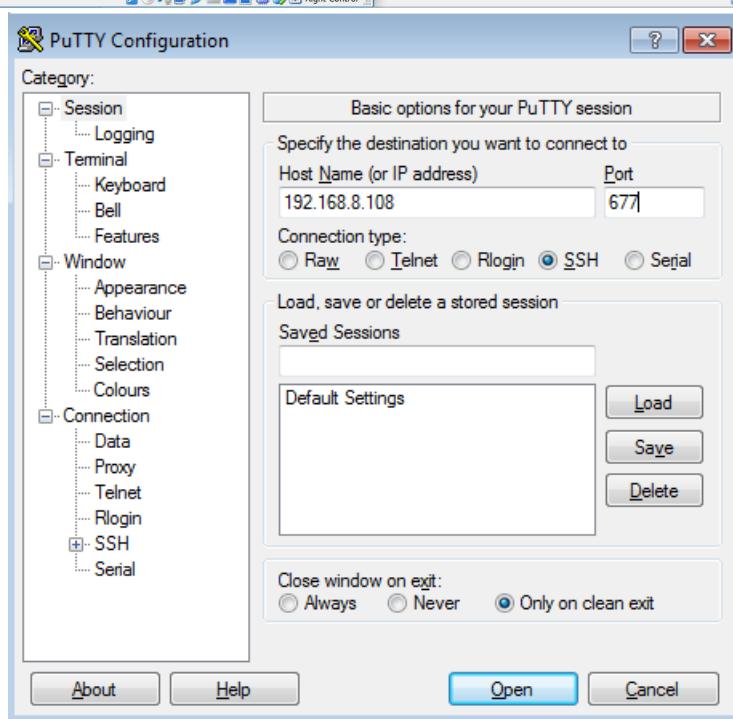 Right Control
PuTTY Configuration
?
Category:
Session
Logging
Terminal
Keyboard
Bell
Features
Window
Appearance
Behaviour
Translation
Selection
Colours
Connection
Data
Proxy
Telnet
Rlogin
SSH
Serial
Basic options for your PuTTY session
Specify the destination you want to connect to
Host Name (or IP address) Port
192.168.8.108 677
Connection type:
Raw Telnet Rlogin SSH Serial
Load, save or delete a stored session
Saved Sessions
Default Settings
Load
Save
Delete
Close window on exit:
Always Never Only on clean exit
About Help Open Cancel